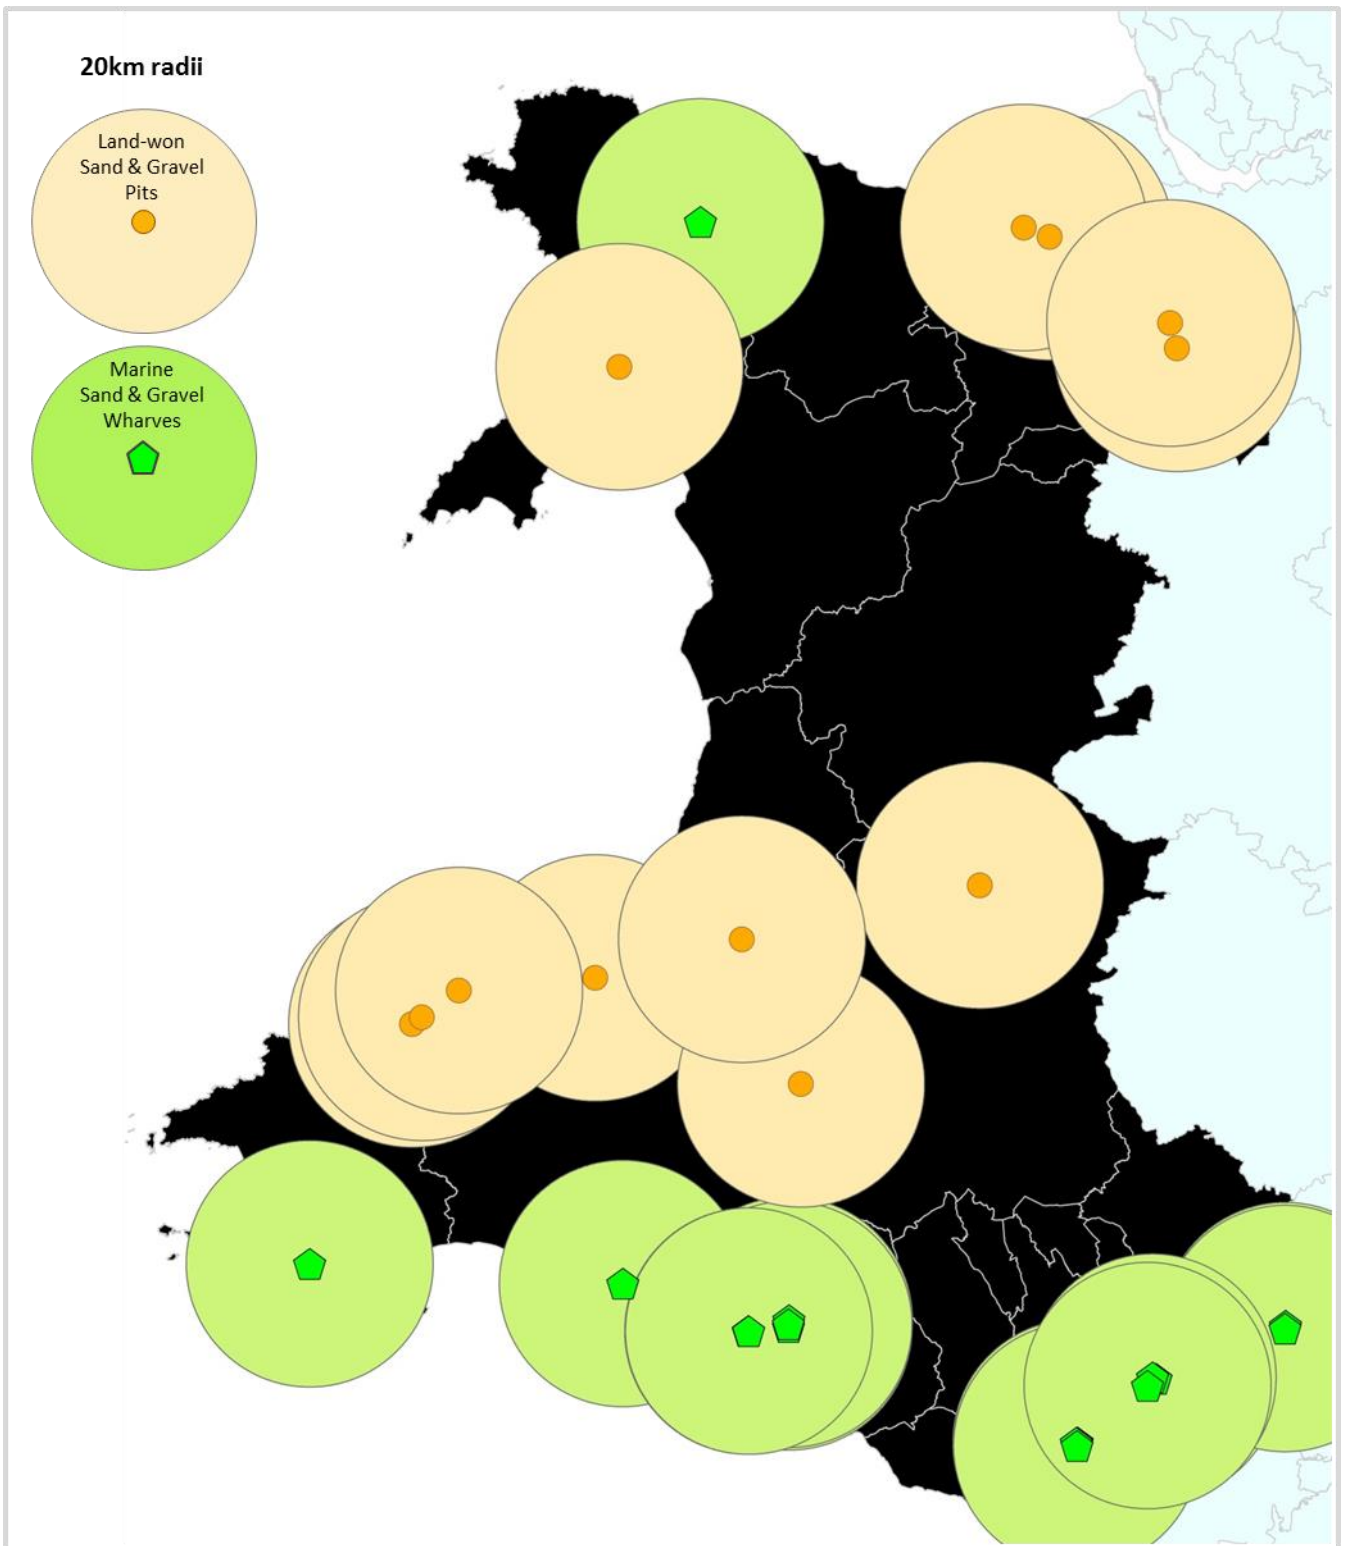 20km radii
Land-won
Sand & Gravel
Pits
Marine
Sand & Gravel
Wharves